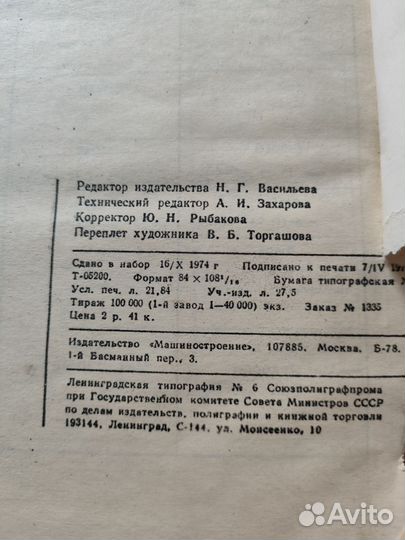 Редактор издательства Н. Г. Васильева
Технический редактор А. И. Захарова
Корректор Ю. Н. Рыбакова
Переплет художника В. Б. Торгашова
Сдано в набор 16/X 1974 г Подписано к печати 7/IV
Т-05200. Формат 84 × 108¹/₁₆ Бумага типографская
Усл. печ. л. 21,84 Уч.-изд. л. 27,5
Тираж 100 000 (1-й завод 1—40 000) экз. Заказ № 1335
Цена 2 р. 41 к.
Издательство «Машиностроение», 107885, Москва, Б-78,
1-й Басманный пер., 3.
Ленинградская типография № 6 Союзполиграфпрома
при Государственном комитете Совета Министров СССР
по делам издательств, полиграфии и книжной торговли
193144, Ленинград, С-144, ул. Моисеенко, 10
Avito